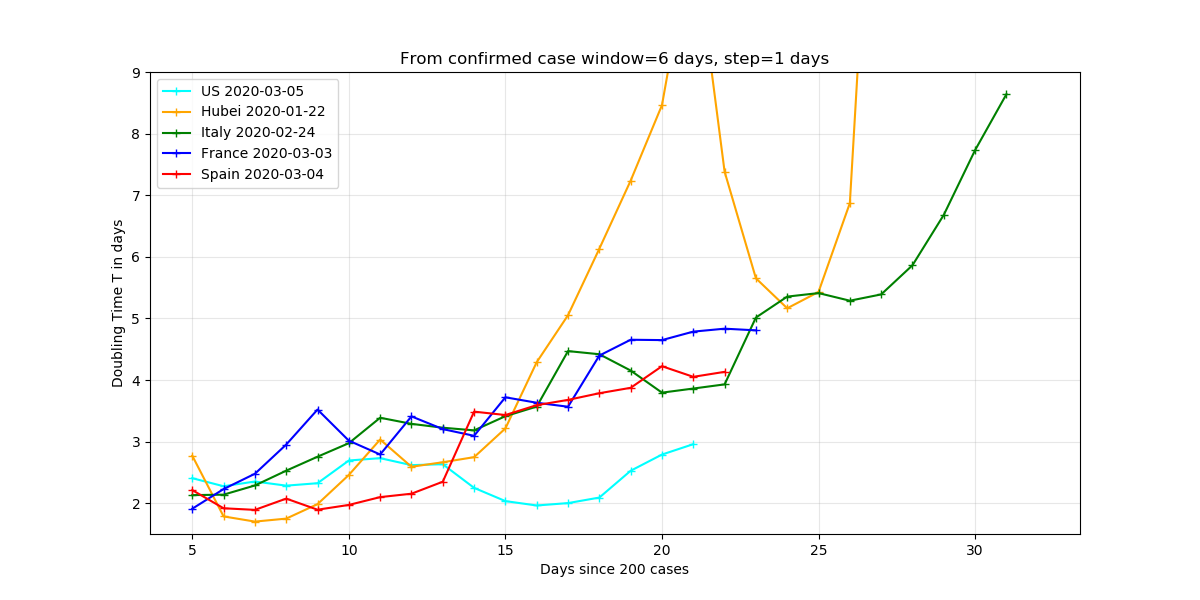 From confirmed case window=6 days, step=1 days
US 2020-03-05
Hubei 2020-01-22
Italy 2020-02-24
France 2020-03-03
Spain 2020-03-04
Doubling Time T in days
9
8
7
6
5
4
3
2
5 10 15 20 25 30
Days since 200 cases